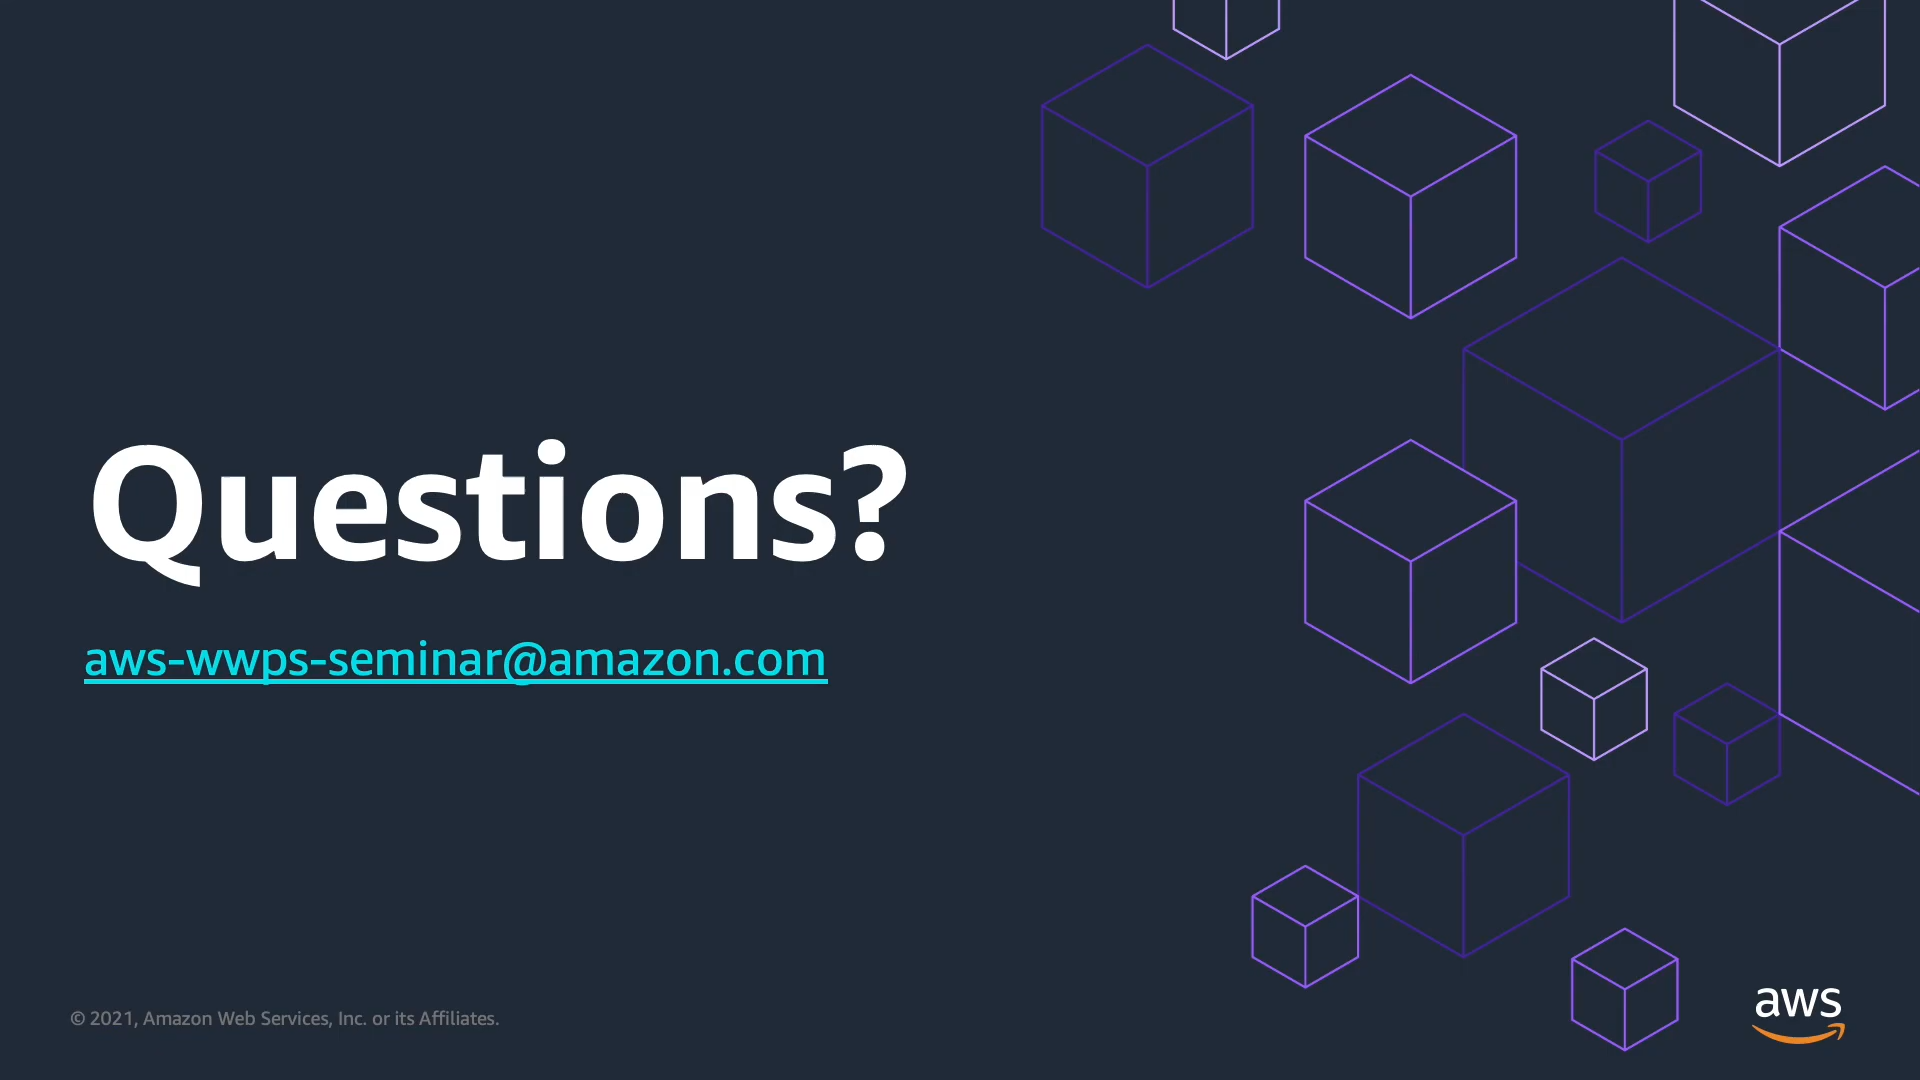 Questions?
aws-wwps-seminar@amazon.com
© 2021, Amazon Web Services, Inc. or its Affiliates.
aws